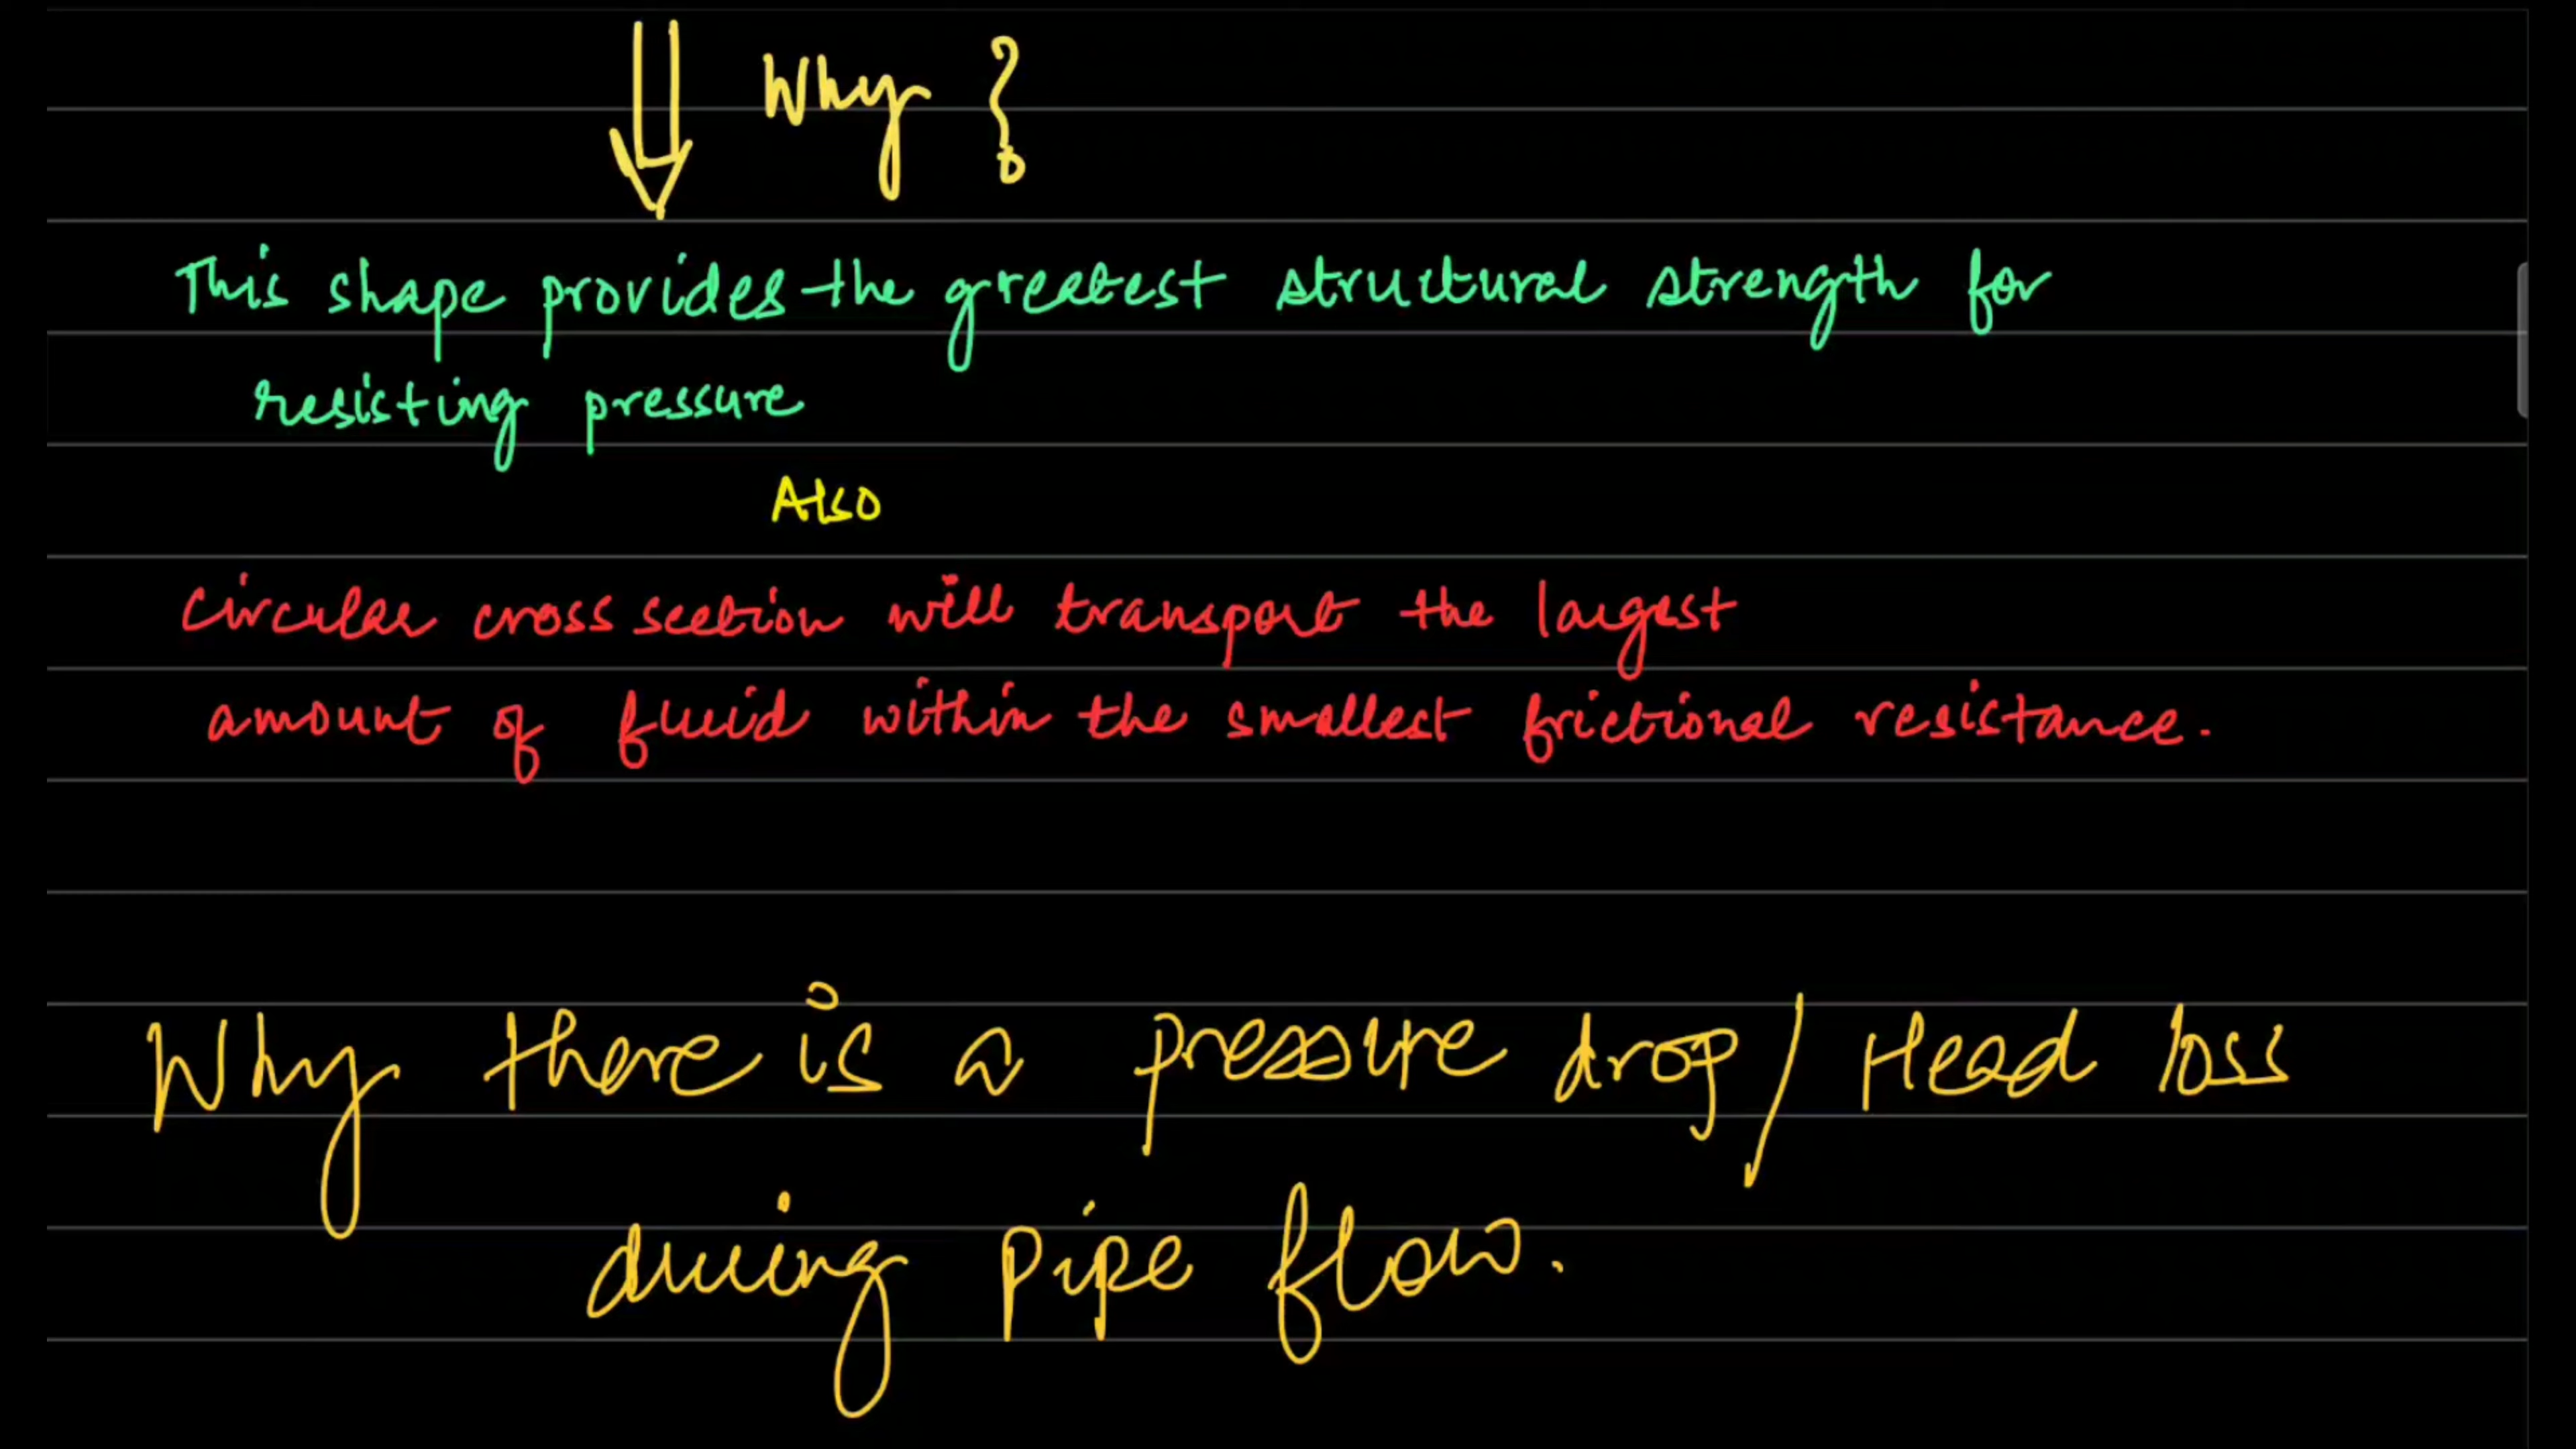 Why ?
This shape provides the greatest structural strength for
resisting pressure
Also
circular cross section will transport the largest
amount of fluid within the smallest frictional resistance.
Why there is a pressure drop/Head loss
during pipe flow.